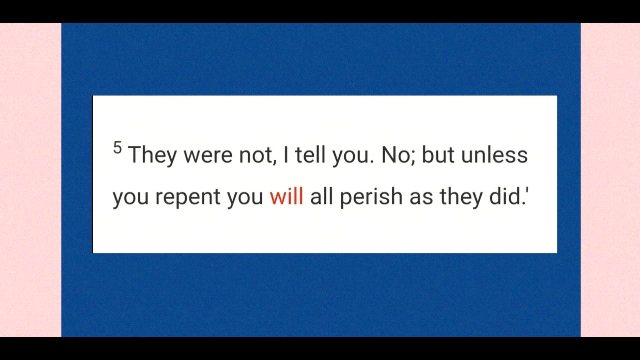 5 They were not, I tell you. No; but unless
you repent you will all perish as they did.'